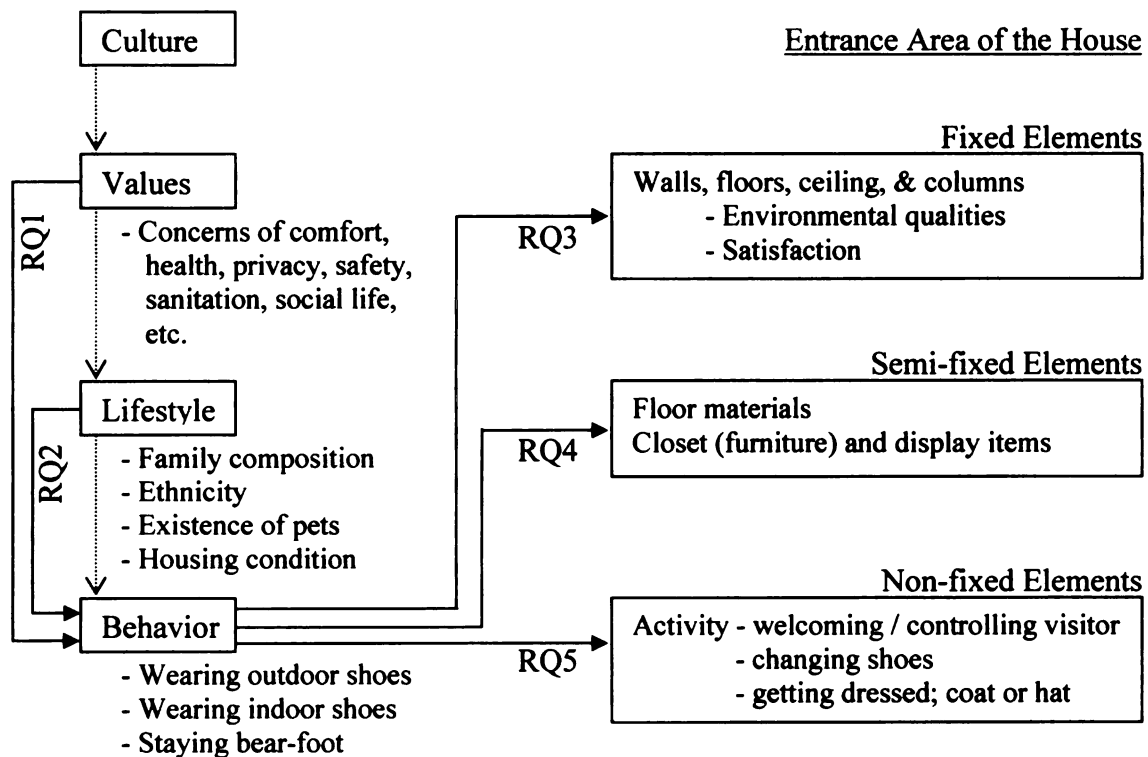 Culture
Entrance Area of the House
Values
- Concerns of comfort,
health, privacy, safety,
sanitation, social life,
etc.
RQ1
Lifestyle
- Family composition
- Ethnicity
- Existence of pets
- Housing condition
RQ2
Behavior
- Wearing outdoor shoes
- Wearing indoor shoes
- Staying bear-foot
Fixed Elements
RQ3
Walls, floors, ceiling, & columns
- Environmental qualities
- Satisfaction
Semi-fixed Elements
RQ4
Floor materials
Closet (furniture) and display items
Non-fixed Elements
RQ5
Activity - welcoming / controlling visitor
- changing shoes
- getting dressed; coat or hat